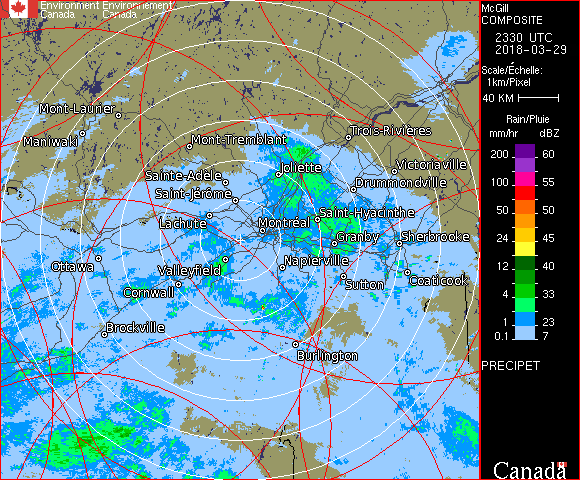 Environment Environnement
Canada Canada
McGill
COMPOSITE
2330 UTC
2018-03-29
Scale/Échelle:
1km/Pixel
40 KM
Rain/Pluie
mm/hr dBZ
200 60
100 55
50 50
24 45
12 40
4 33
1 23
0.1 7
PRECIPET
Canada
Mont-Laurier
Maniwaki
Mont-Tremblant
Trois-Rivières
Sainte-Adèle
Joliette
Victoriaville
Drummondville
Saint-Jérôme
Lachute
Montréal
Saint-Hyacinthe
Granby
Sherbrooke
Ottawa
Valleyfield
Napierville
Sutton
Coaticook
Cornwall
Brockville
Burlington